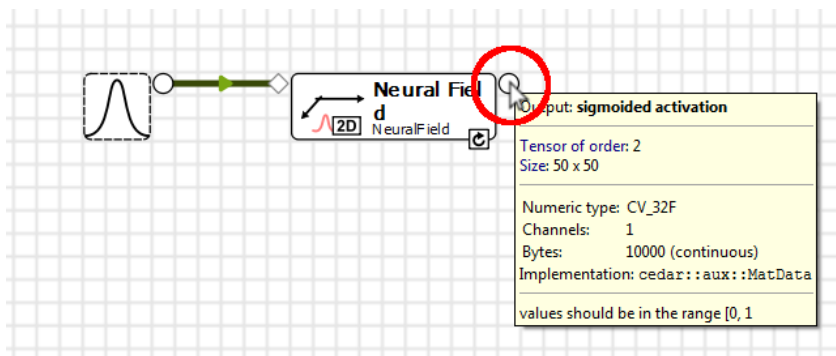 Neural Fiel
d
NeuralField
2D
Output: sigmoided activation
Tensor of order: 2
Size: 50 x 50
Numeric type: CV_32F
Channels: 1
Bytes: 10000 (continuous)
Implementation: cedar::aux::MatData
values should be in the range [0, 1